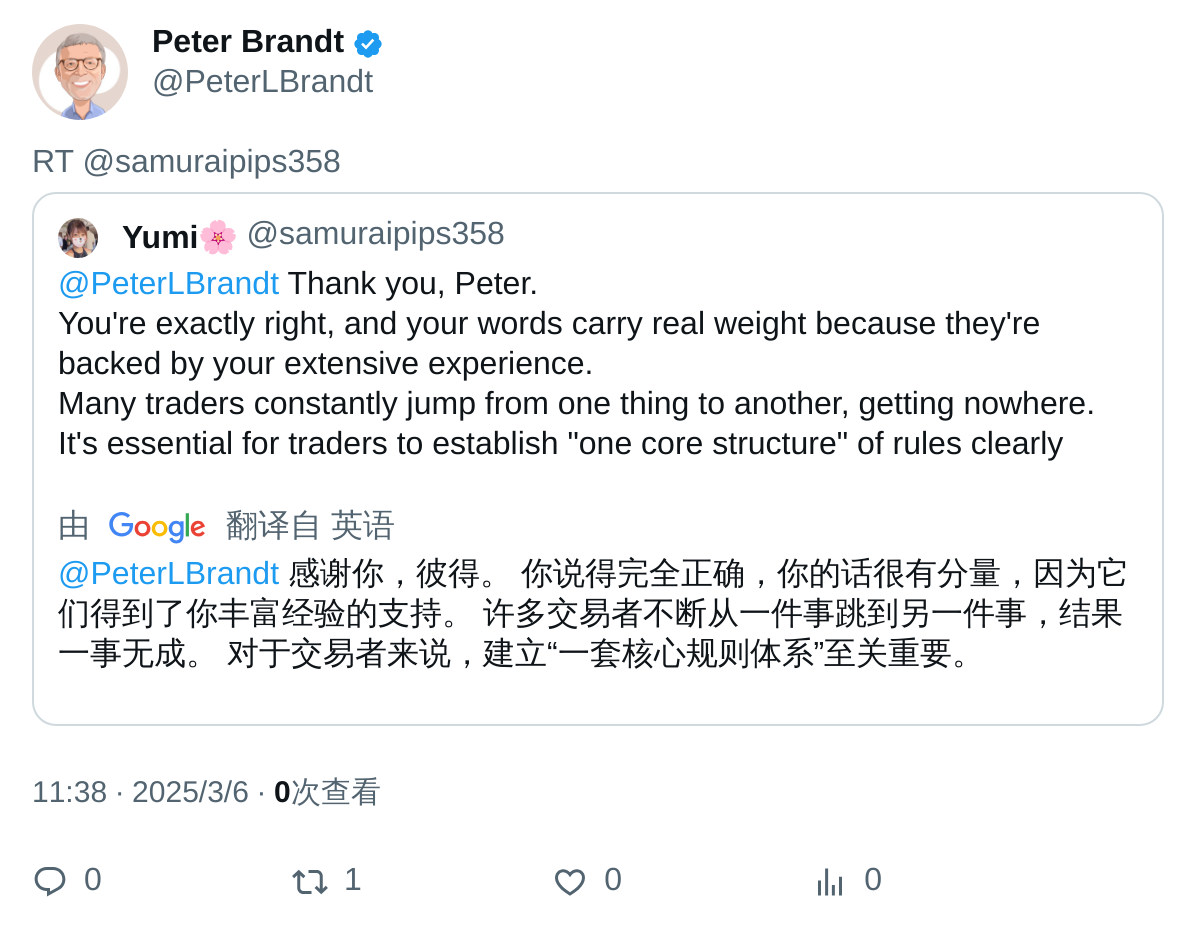 Peter Brandt
@PeterLBrandt
RT @samuraipips358
Yumi🌸 @samuraipips358
@PeterLBrandt Thank you, Peter.
You're exactly right, and your words carry real weight because they're
backed by your extensive experience.
Many traders constantly jump from one thing to another, getting nowhere.
It's essential for traders to establish "one core structure" of rules clearly
由 Google 翻译自 英语
@PeterLBrandt 感谢你，彼得。 你说得完全正确，你的话很有分量，因为它
们得到了你丰富经验的支持。 许多交易者不断从一件事跳到另一件事，结果
一事无成。 对于交易者来说，建立“一套核心规则体系”至关重要。
11:38 · 2025/3/6 · 0次查看
0 1 0 0